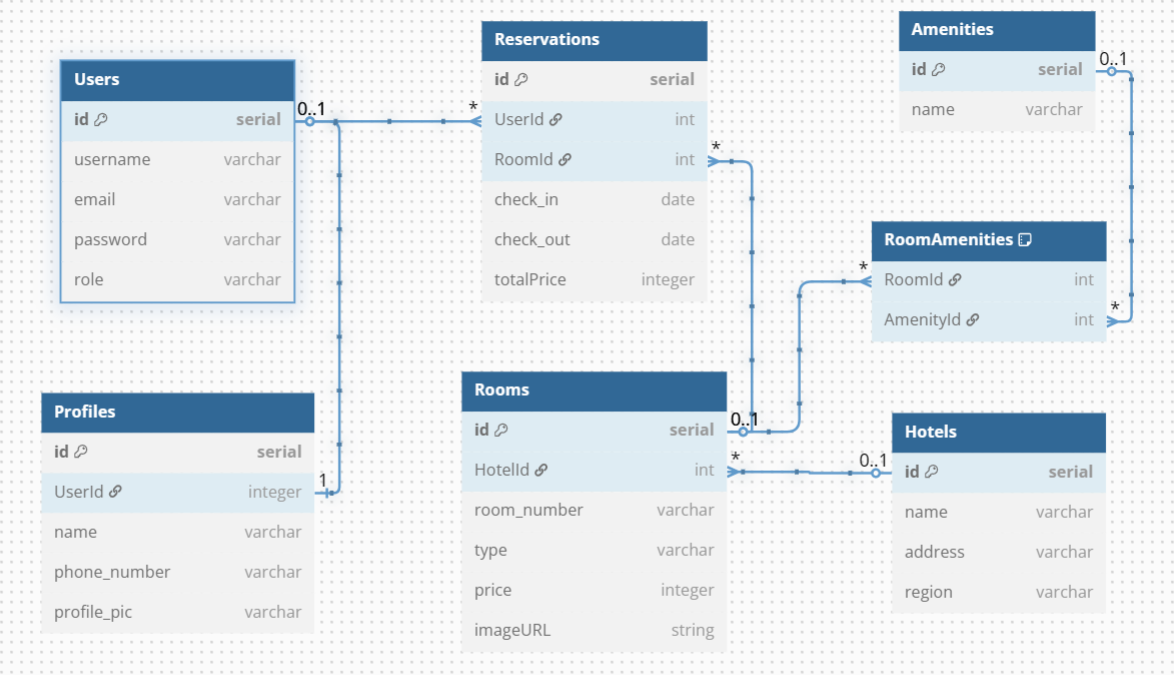 Users
id serial
username varchar
email varchar
password varchar
role varchar
0..1
*
Reservations
id serial
UserId int
RoomId int
check_in date
check_out date
totalPrice integer
*
Amenities
id serial
name varchar
0..1
RoomAmenities
RoomId int
AmenityId int
*
*
Profiles
id serial
UserId integer
name varchar
phone_number varchar
profile_pic varchar
1
Rooms
id serial
HotelId int
room_number varchar
type varchar
price integer
imageURL string
0..1
*
0..1
Hotels
id serial
name varchar
address varchar
region varchar